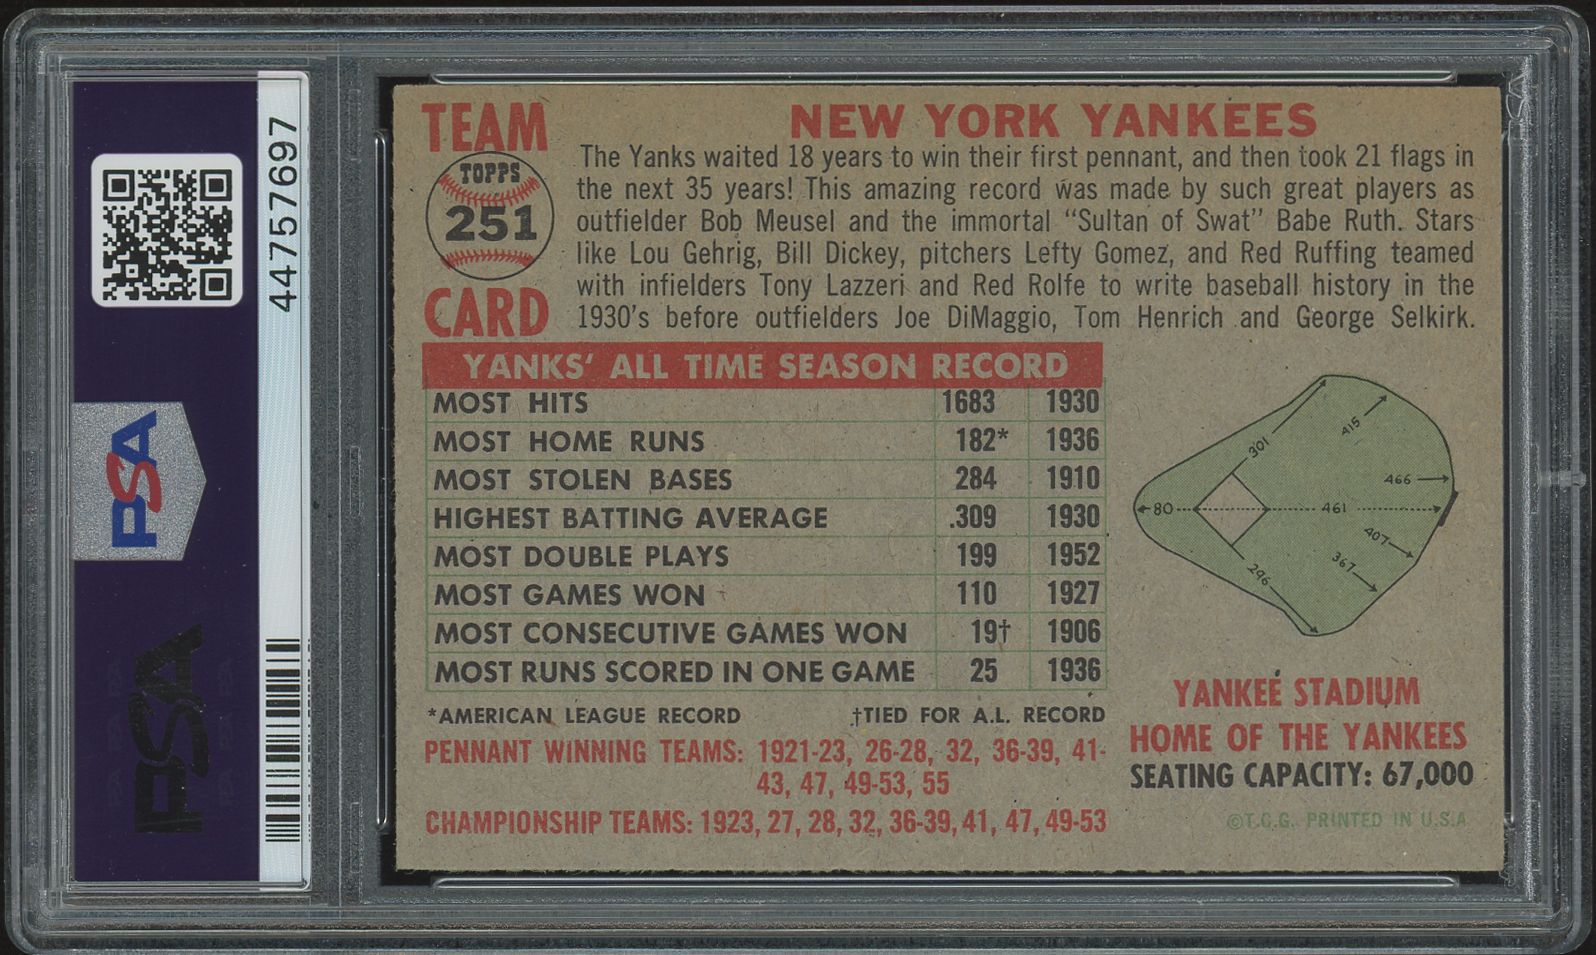 44757697
PSA
PSA
TEAM
TOPPS
251
CARD
NEW YORK YANKEES
The Yanks waited 18 years to win their first pennant, and then took 21 flags in
the next 35 years! This amazing record was made by such great players as
outfielder Bob Meusel and the immortal "Sultan of Swat" Babe Ruth. Stars
like Lou Gehrig, Bill Dickey, pitchers Lefty Gomez, and Red Ruffing teamed
with infielders Tony Lazzeri and Red Rolfe to write baseball history in the
1930's before outfielders Joe DiMaggio, Tom Henrich and George Selkirk.
YANKS' ALL TIME SEASON RECORD
MOST HITS 1683 1930
MOST HOME RUNS 182* 1936
MOST STOLEN BASES 284 1910
HIGHEST BATTING AVERAGE .309 1930
MOST DOUBLE PLAYS 199 1952
MOST GAMES WON 110 1927
MOST CONSECUTIVE GAMES WON 19† 1906
MOST RUNS SCORED IN ONE GAME 25 1936
*AMERICAN LEAGUE RECORD †TIED FOR A.L. RECORD
PENNANT WINNING TEAMS: 1921-23, 26-28, 32, 36-39, 41-
43, 47, 49-53, 55
CHAMPIONSHIP TEAMS: 1923, 27, 28, 32, 36-39, 41, 47, 49-53
301
415
466
80
461
407
367
296
YANKEE STADIUM
HOME OF THE YANKEES
SEATING CAPACITY: 67,000
©T.C.G. PRINTED IN U.S.A